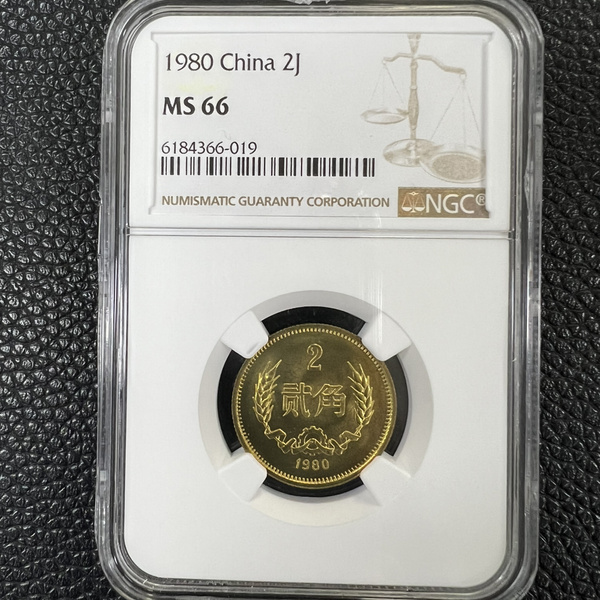 1980 China 2J
MS 66
6184366-019
NUMISMATIC GUARANTY CORPORATION
NGC®
2
贰角
1980